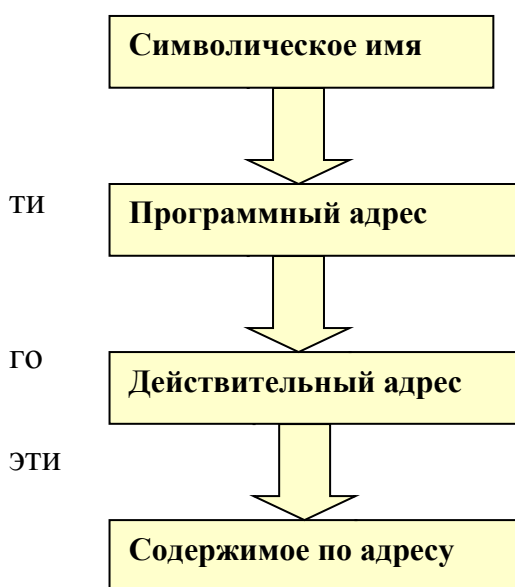 Символическое имя
ти
Программный адрес
го
Действительный адрес
эти
Содержимое по адресу